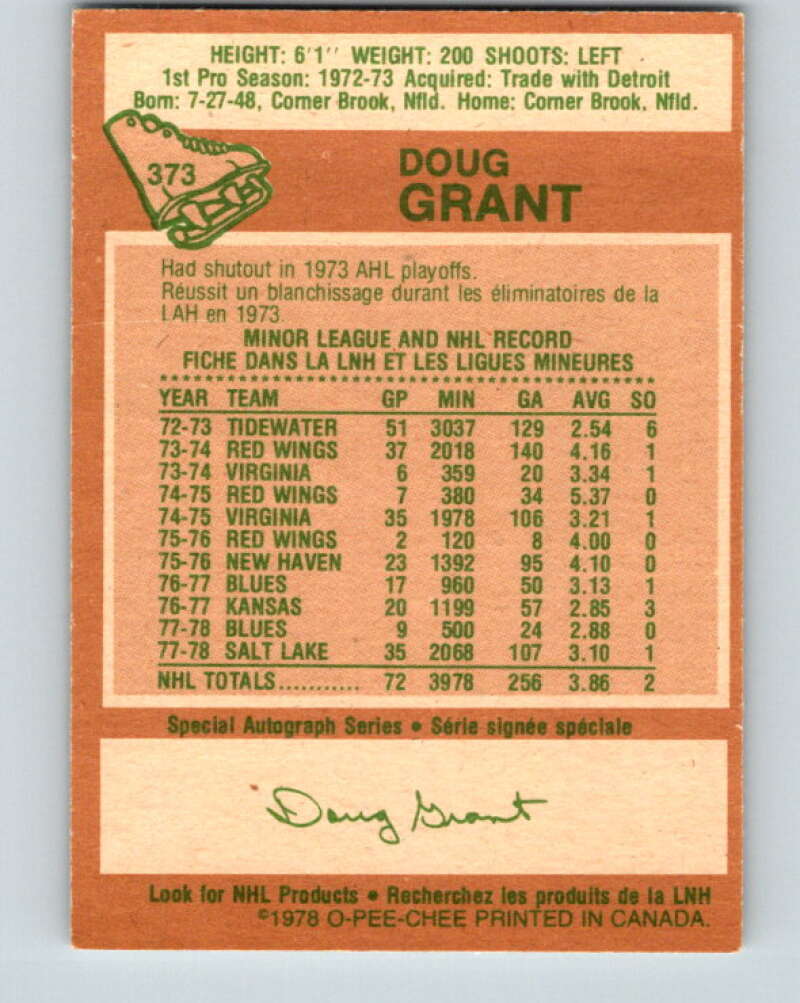 HEIGHT: 6'1" WEIGHT: 200 SHOOTS: LEFT
1st Pro Season: 1972-73 Acquired: Trade with Detroit
Born: 7-27-48, Corner Brook, Nfld. Home: Corner Brook, Nfld.
373
DOUG
GRANT
Had shutout in 1973 AHL playoffs.
Réussit un blanchissage durant les éliminatoires de la
LAH en 1973.
MINOR LEAGUE AND NHL RECORD
FICHE DANS LA LNH ET LES LIGUES MINEURES
YEAR TEAM GP MIN GA AVG SO
72-73 TIDEWATER 51 3037 129 2.54 6
73-74 RED WINGS 37 2018 140 4.16 1
73-74 VIRGINIA 6 359 20 3.34 1
74-75 RED WINGS 7 380 34 5.37 0
74-75 VIRGINIA 35 1978 106 3.21 1
75-76 RED WINGS 2 120 8 4.00 0
75-76 NEW HAVEN 23 1392 95 4.10 0
76-77 BLUES 17 960 50 3.13 1
76-77 KANSAS 20 1199 57 2.85 3
77-78 BLUES 9 500 24 2.88 0
77-78 SALT LAKE 35 2068 107 3.10 1
NHL TOTALS........... 72 3978 256 3.86 2
Special Autograph Series • Série signée spéciale
Doug Grant
Look for NHL Products • Recherchez les produits de la LNH
©1978 O-PEE-CHEE PRINTED IN CANADA.